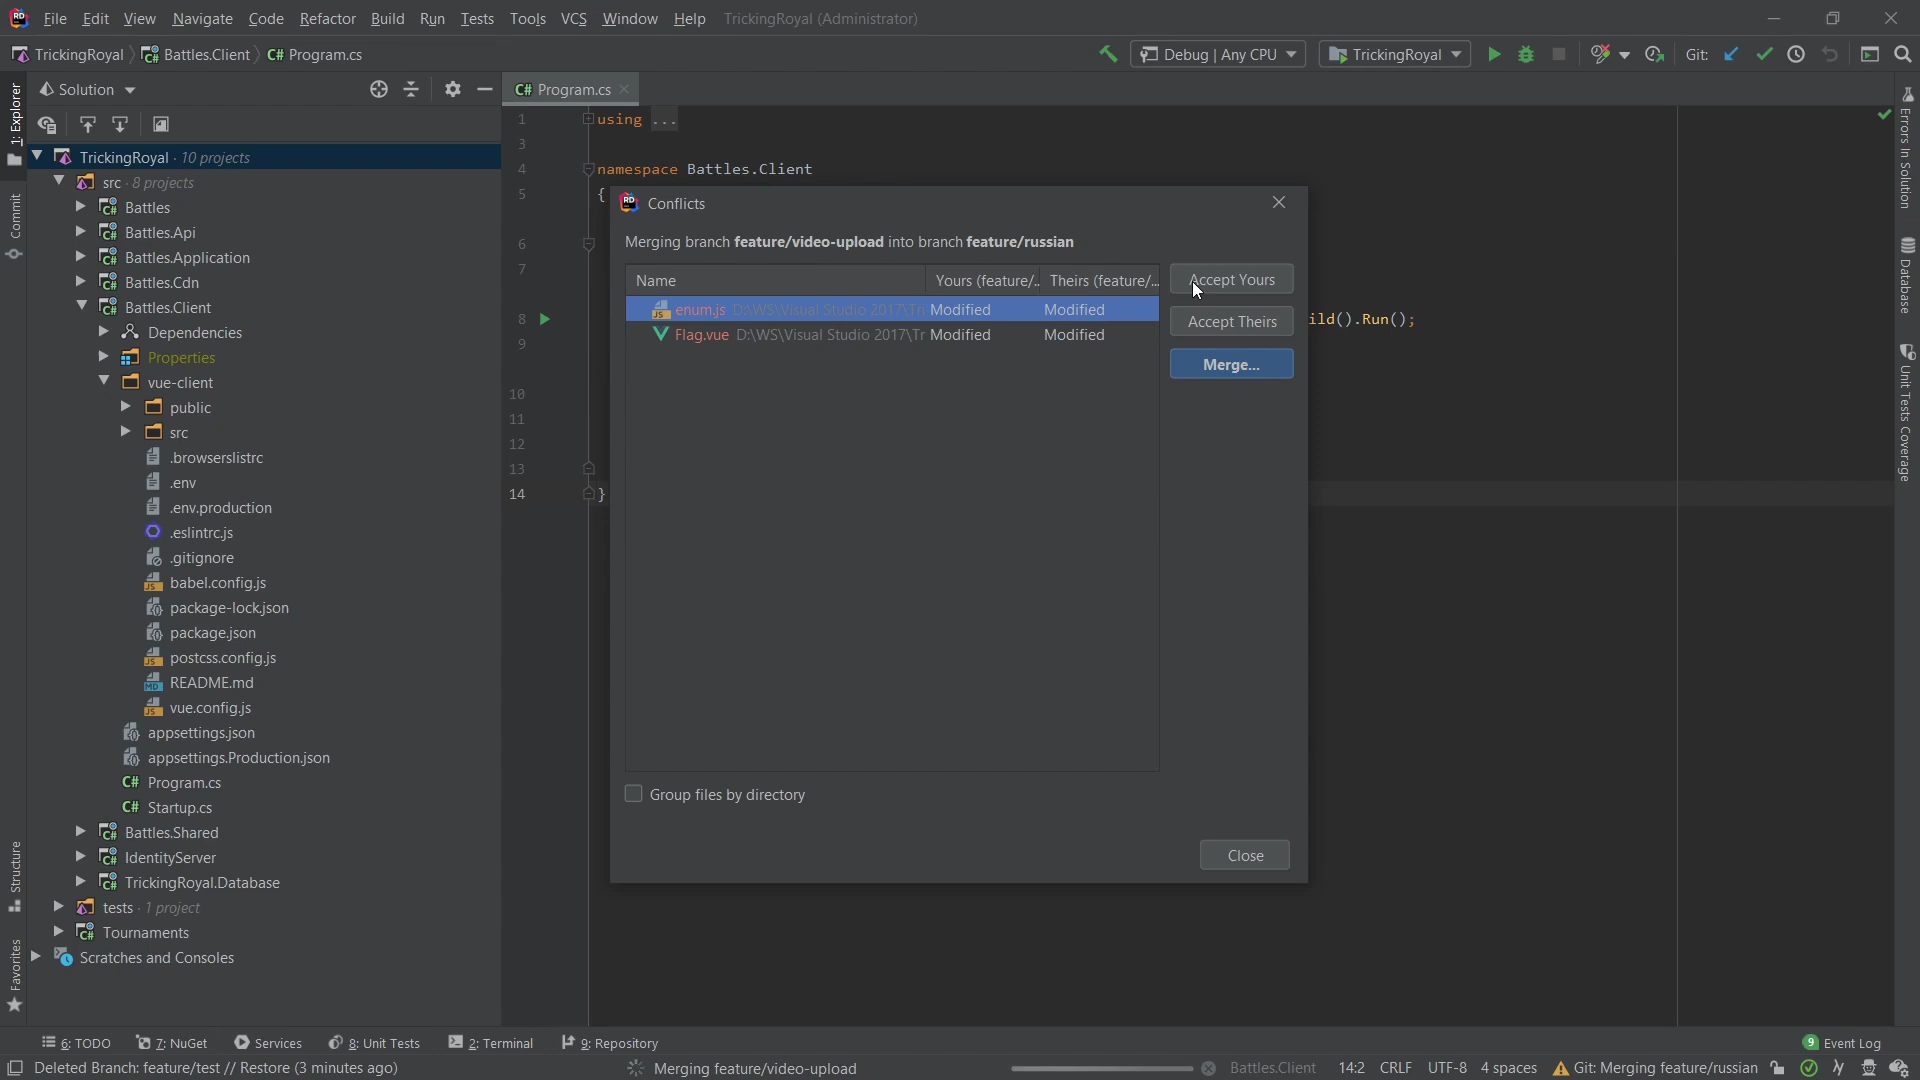 File Edit View Navigate Code Refactor Build Run Tests Tools VCS Window Help TrickingRoyal (Administrator)
TrickingRoyal Battles.Client C# Program.cs Debug | Any CPU TrickingRoyal Git:
Solution
C# Program.cs
1: Explorer
Commit
Structure
Favorites
TrickingRoyal · 10 projects
src · 8 projects
Battles
Battles.Api
Battles.Application
Battles.Cdn
Battles.Client
Dependencies
Properties
vue-client
public
src
.browserslistrc
.env
.env.production
.eslintrc.js
.gitignore
babel.config.js
package-lock.json
package.json
postcss.config.js
README.md
vue.config.js
appsettings.json
appsettings.Production.json
C# Program.cs
C# Startup.cs
Battles.Shared
IdentityServer
TrickingRoyal.Database
tests · 1 project
Tournaments
Scratches and Consoles
1 using ...
3
4 namespace Battles.Client
5 {
6
7
8 ild().Run();
9
10
11
12
13
14 }
Conflicts
Merging branch feature/video-upload into branch feature/russian
Name Yours (feature/.. Theirs (feature/...
enum.js D:\WS\Visual Studio 2017\Tri Modified Modified
Flag.vue D:\WS\Visual Studio 2017\Tr Modified Modified
Accept Yours
Accept Theirs
Merge...
Group files by directory
Close
Errors In Solution
Database
Unit Tests Coverage
6: TODO 7: NuGet Services 8: Unit Tests 2: Terminal 9: Repository 9 Event Log
Deleted Branch: feature/test // Restore (3 minutes ago) Merging feature/video-upload Battles.Client 14:2 CRLF UTF-8 4 spaces Git: Merging feature/russian